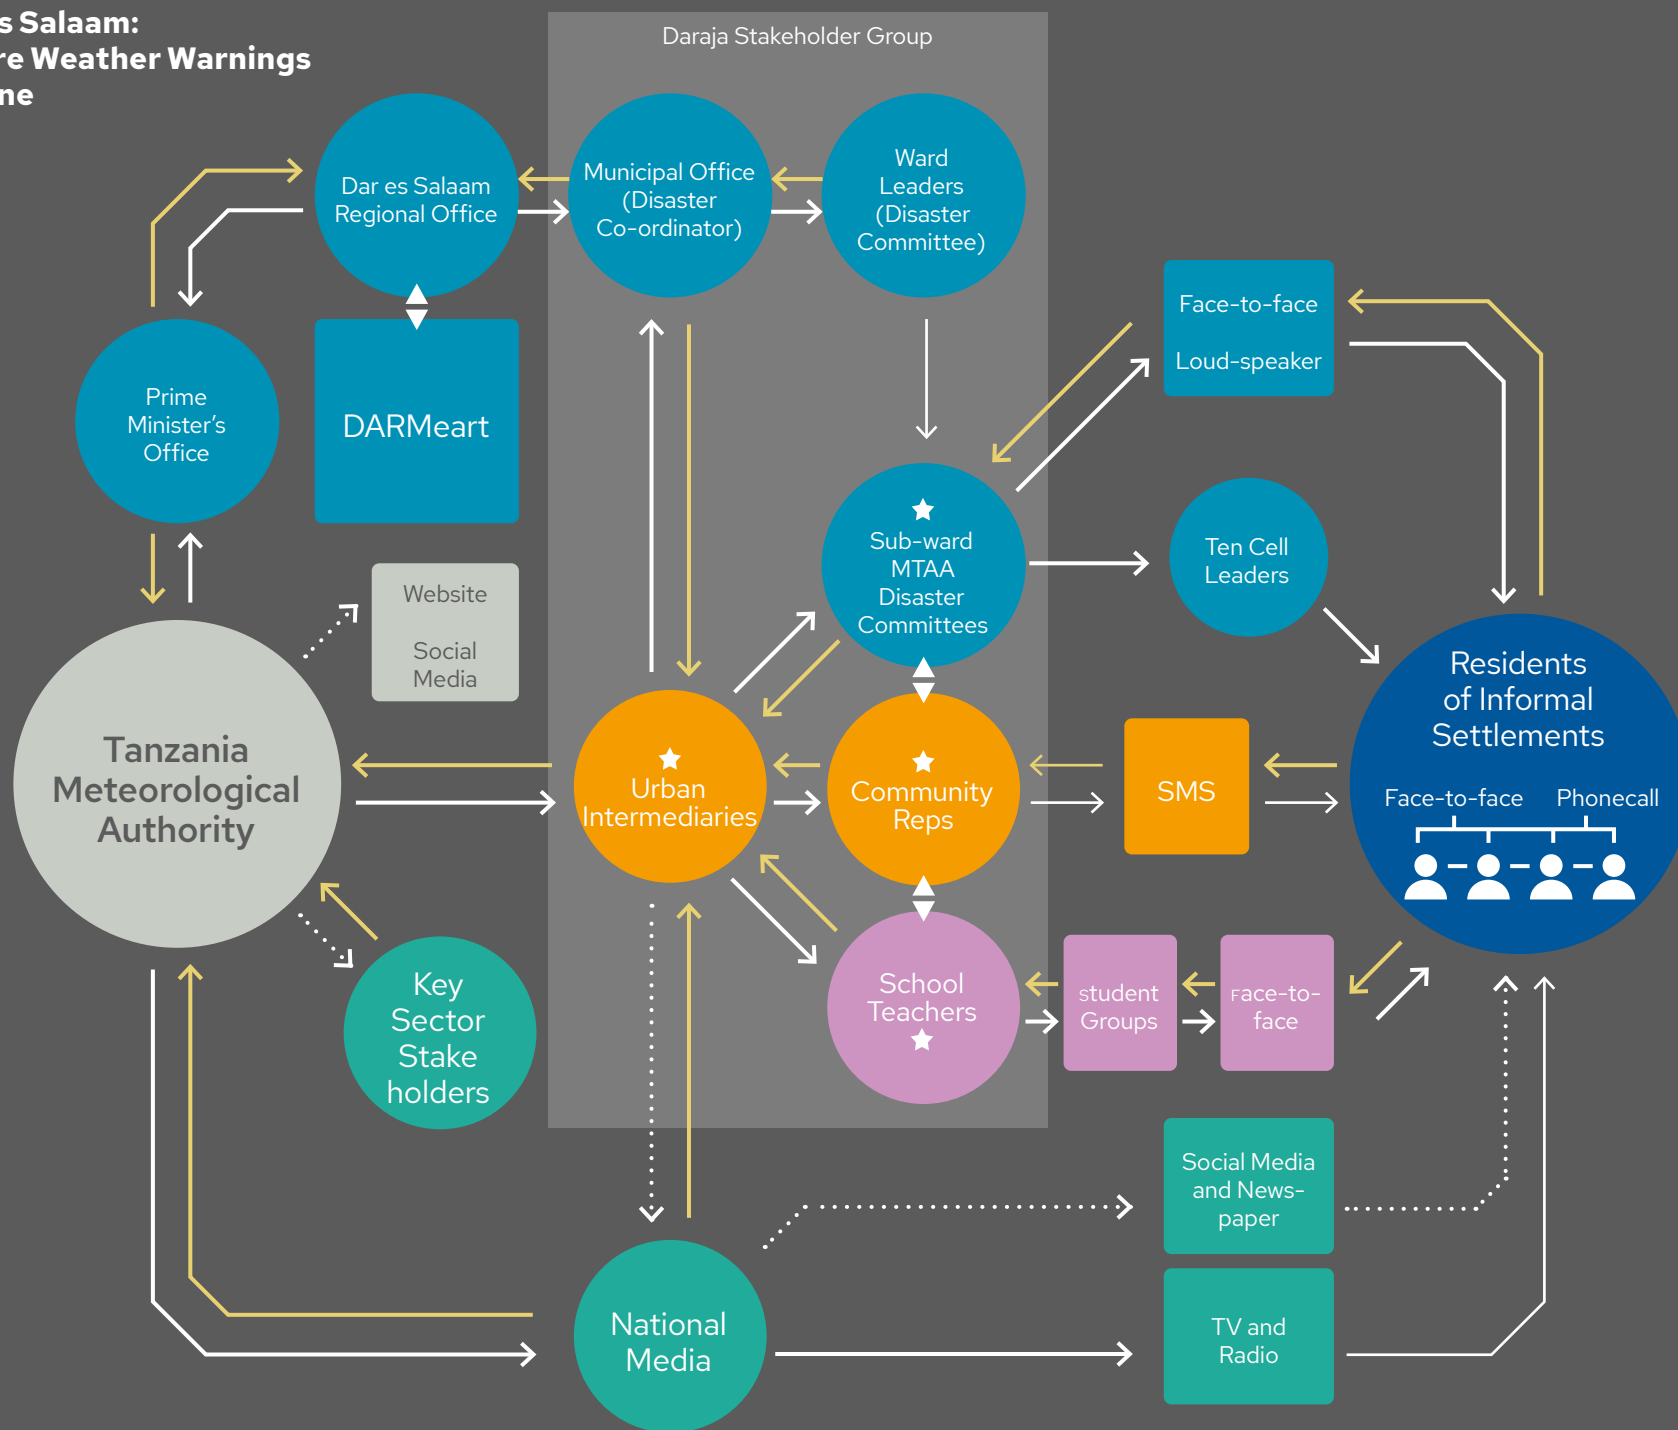 s Salaam:
re Weather Warnings
ne
Daraja Stakeholder Group
Dar es Salaam
Regional Office
Municipal Office
(Disaster
Co-ordinator)
Ward
Leaders
(Disaster
Committee)
Face-to-face
Loud-speaker
Prime
Minister’s
Office
DARMeart
Sub-ward
MTAA
Disaster
Committees
Ten Cell
Leaders
Website
Social
Media
Tanzania
Meteorological
Authority
Urban
Intermediaries
Community
Reps
SMS
Residents
of Informal
Settlements
Face-to-face Phonecall
Key
Sector
Stake
holders
School
Teachers
student
Groups
Face-to-
face
Social Media
and News-
paper
National
Media
TV and
Radio